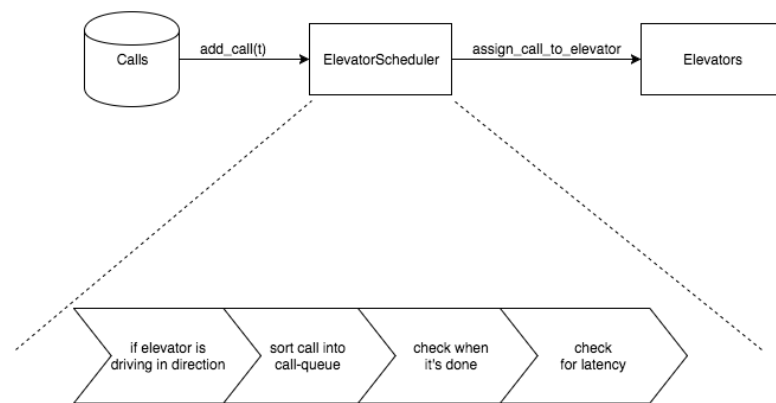 add_call(t)
assign_call_to_elevator
Calls
ElevatorScheduler
Elevators
if elevator is
driving in direction
sort call into
call-queue
check when
it's done
check
for latency